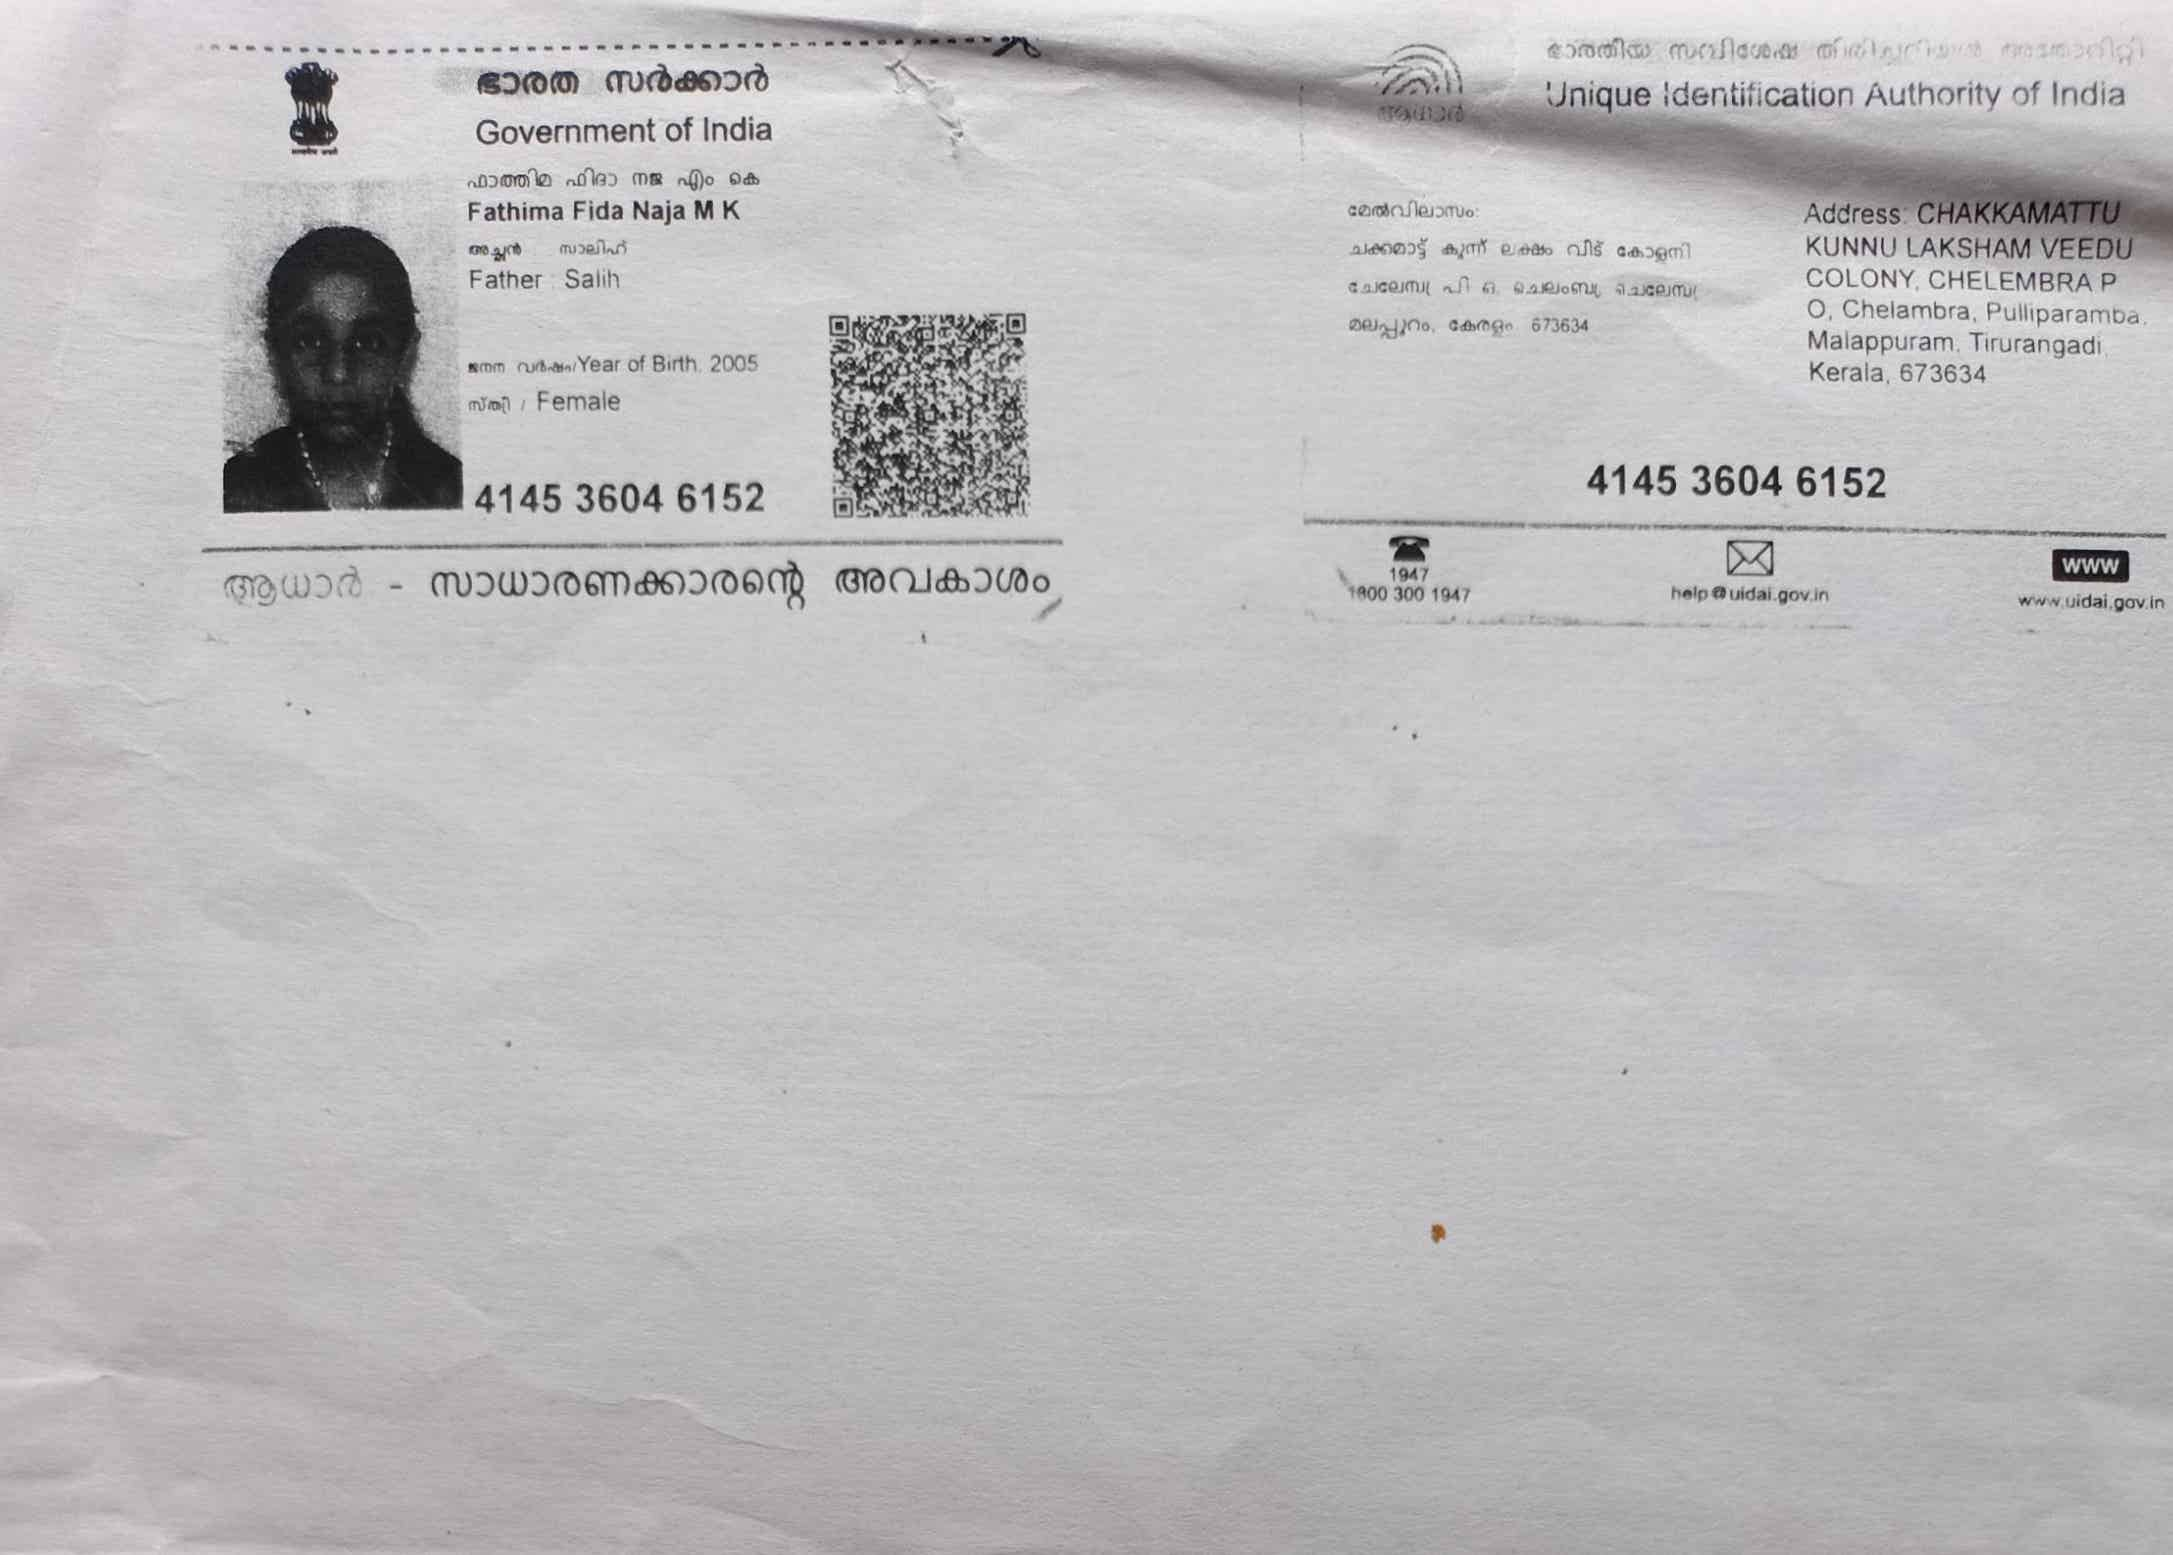 ഭാരത സർക്കാർ
Government of India
ഫാത്തിമ ഫിദാ നജ എം കെ
Fathima Fida Naja M K
അച്ഛൻ സാലിഹ്
Father : Salih
ജനന വർഷം/Year of Birth: 2005
സ്ത്രീ / Female
4145 3604 6152
ആധാർ - സാധാരണക്കാരന്റെ അവകാശം
ഭാരതീയ സവിശേഷ തിരിച്ചറിയൽ അതോറിറ്റി
Unique Identification Authority of India
ആധാർ
മേൽവിലാസം:
ചക്കമാട്ട് കുന്ന് ലക്ഷം വീട് കോളനി
ചേലേമ്പ്ര പി ഒ, ചെലംബ്ര, ചെലേമ്പ്ര
മലപ്പുറം, കേരളം, 673634
Address: CHAKKAMATTU
KUNNU LAKSHAM VEEDU
COLONY, CHELEMBRA P
O, Chelambra, Pulliparamba,
Malappuram, Tirurangadi,
Kerala, 673634
4145 3604 6152
1947
1800 300 1947
help@uidai.gov.in
www
www.uidai.gov.in